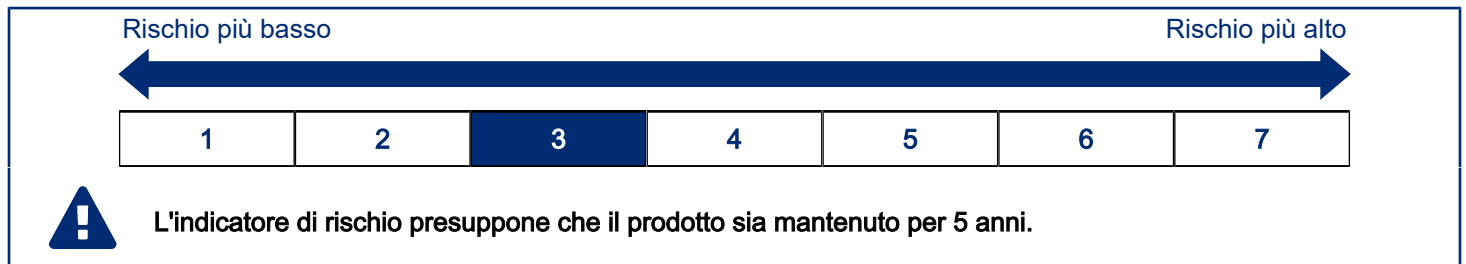 Rischio più basso Rischio più alto
1 2 3 4 5 6 7
L'indicatore di rischio presuppone che il prodotto sia mantenuto per 5 anni.